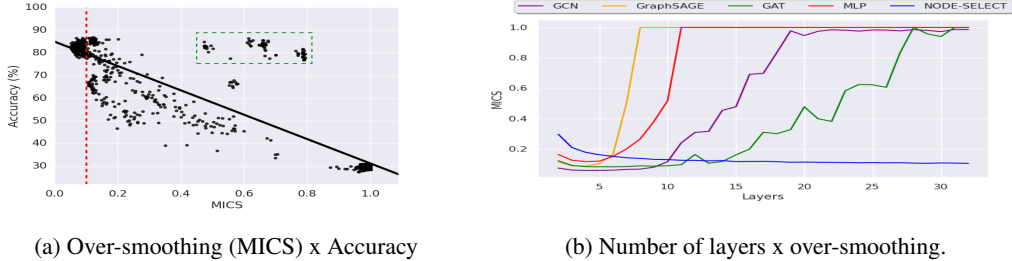 100
90
80
70
60
50
40
30
Accuracy (%)
0.0 0.2 0.4 0.6 0.8 1.0
MICS
(a) Over-smoothing (MICS) x Accuracy
GCN GraphSAGE GAT MLP NODE-SELECT
1.0
0.8
0.6
0.4
0.2
MICS
5 10 15 20 25 30
Layers
(b) Number of layers x over-smoothing.